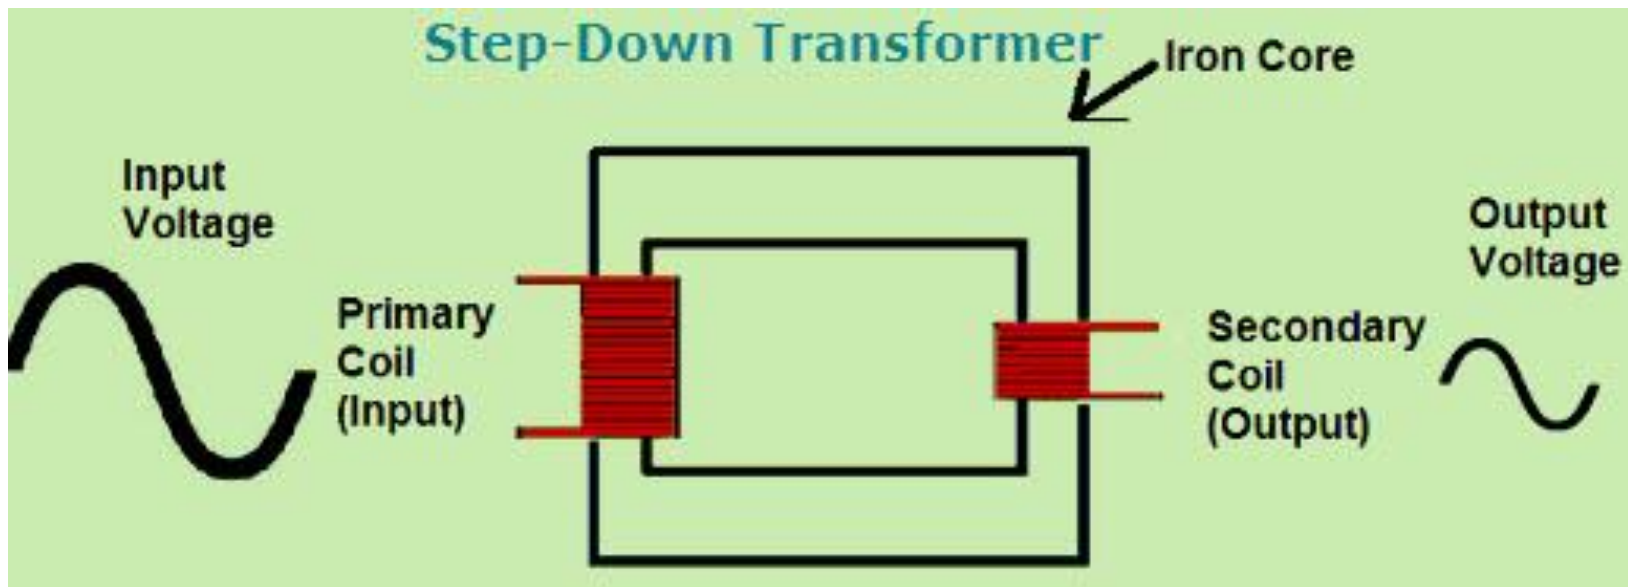 Step-Down Transformer
Iron Core
Input
Voltage
Primary
Coil
(Input)
Secondary
Coil
(Output)
Output
Voltage